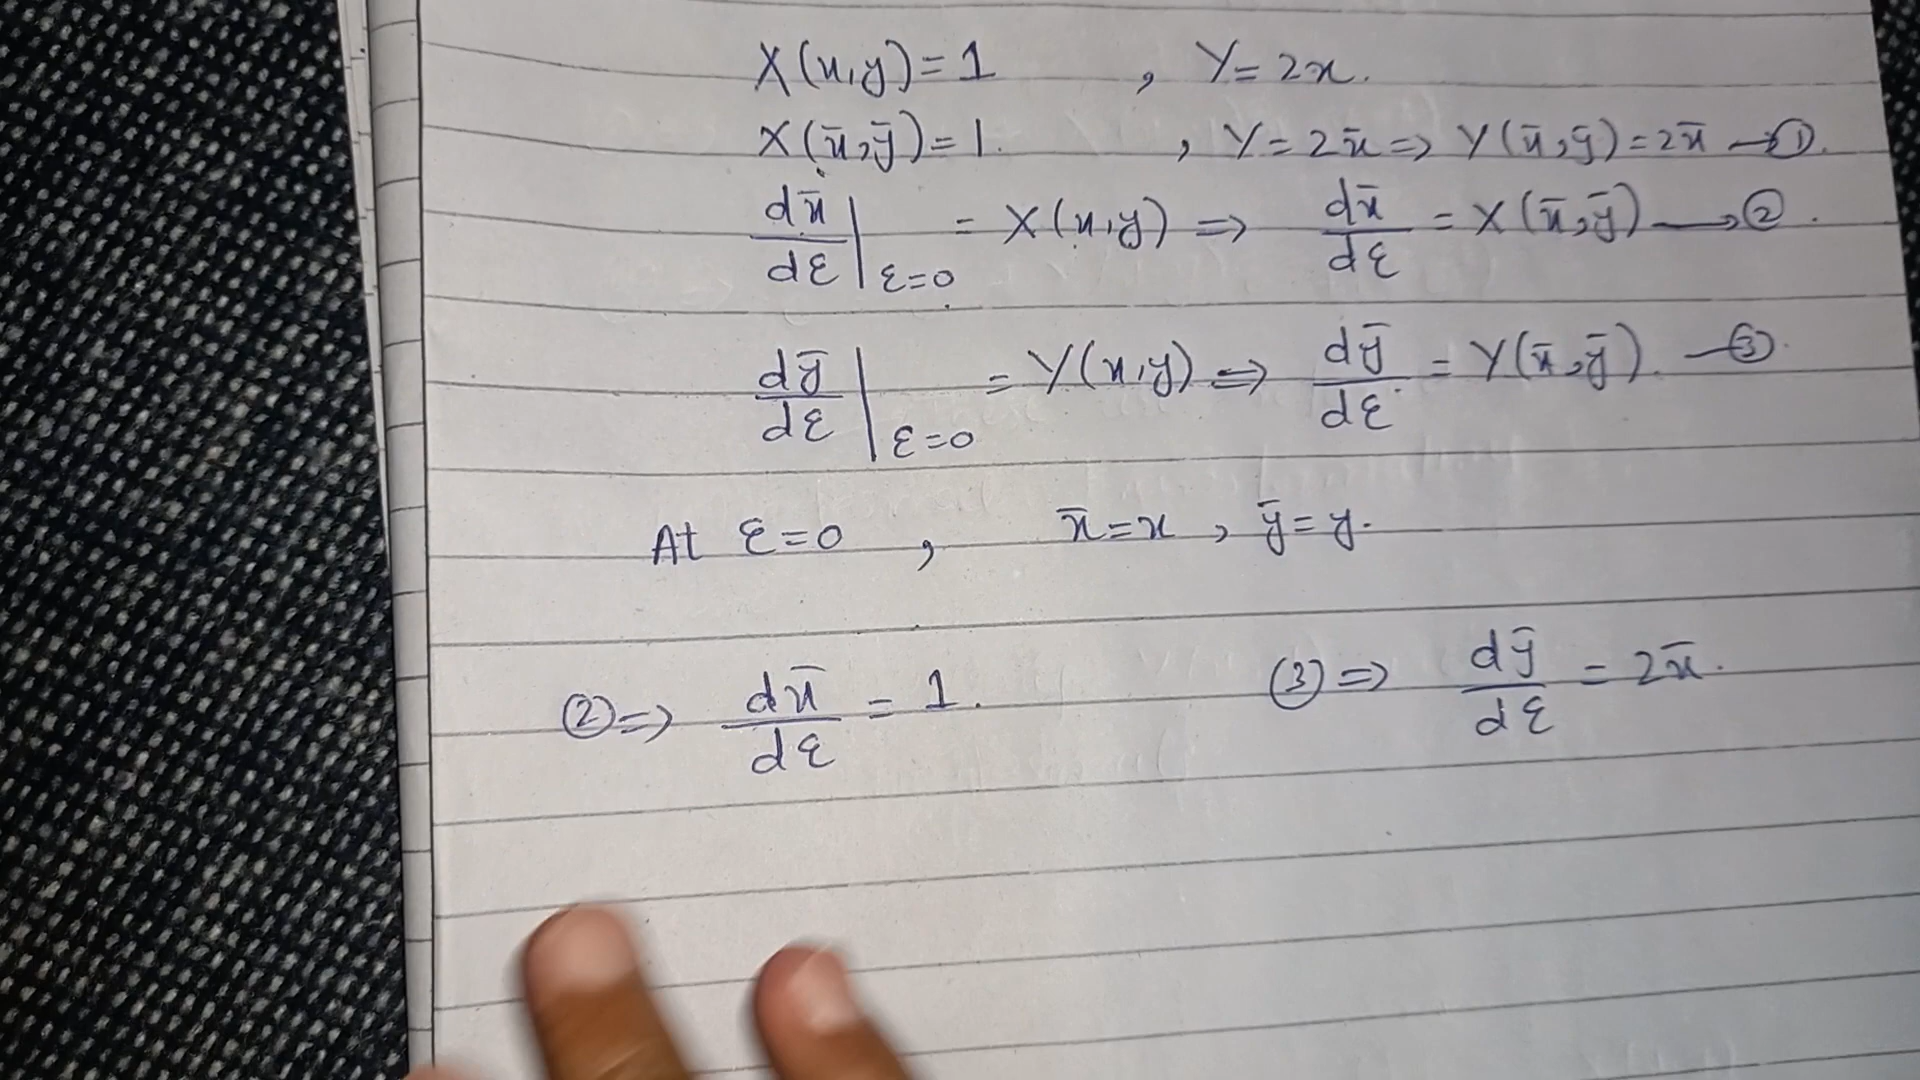 X(x,y)=1 , Y=2x.
X(x̄,ȳ)=1. , Y=2x̄ => Y(x̄,ȳ)=2x̄ →①.
dx̄/dε|ε=0 = X(x,y) => dx̄/dε = X(x̄,ȳ) →②.
dȳ/dε|ε=0 = Y(x,y) => dȳ/dε = Y(x̄,ȳ). —③.
At ε=0 , x̄=x , ȳ=y.
②=> dx̄/dε = 1. (3)=> dȳ/dε = 2x̄.